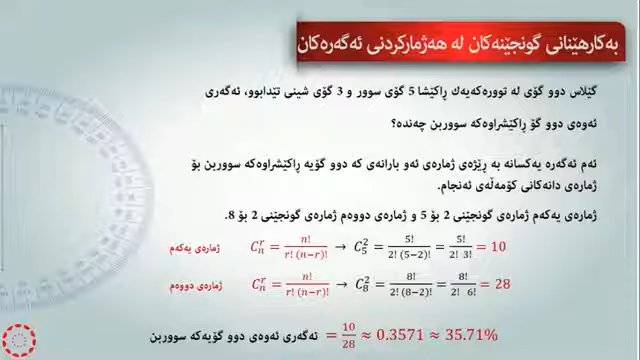 بەکارهێنانی گونجێنەکان لە هەژمارکردنی ئەگەرەکان
گێلاس دوو گۆی لە توورەکەیەك ڕاکێشا 5 گۆی سوور و 3 گۆی شینی تێدابوو، ئەگەری
ئەوەی دوو گۆ ڕاکێشراوەکە سووربن چەندە؟
ئەم ئەگەرە یەکسانە بە ڕێژەی ژمارەی ئەو بارانەی کە دوو گۆیە ڕاکێشراوەکە سووربن بۆ
ژمارەی دانەکانی کۆمەڵەی ئەنجام.
ژمارەی یەکەم ژمارەی گونجێنی 2 بۆ 5 و ژمارەی دووەم ژمارەی گونجێنی 2 بۆ 8.
ژمارەی یەکەم C_n^r = n!/(r! (n−r)!) → C_5^2 = 5!/(2! (5−2)!) = 5!/(2! 3!) = 10
ژمارەی دووەم C_n^r = n!/(r! (n−r)!) → C_8^2 = 8!/(2! (8−2)!) = 8!/(2! 6!) = 28
ئەگەری ئەوەی دوو گۆیەکە سووربن = 10/28 ≈ 0.3571 ≈ 35.71%